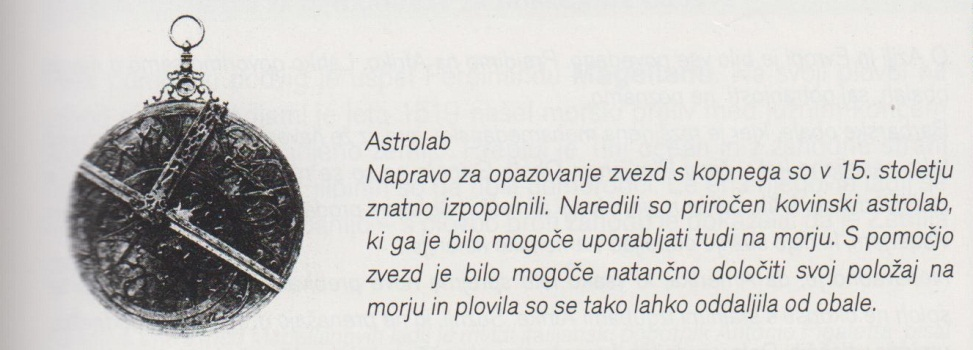 Astrolab
Napravo za opazovanje zvezd s kopnega so v 15. stoletju
znatno izpopolnili. Naredili so priročen kovinski astrolab,
ki ga je bilo mogoče uporabljati tudi na morju. S pomočjo
zvezd je bilo mogoče natančno določiti svoj položaj na
morju in plovila so se tako lahko oddaljila od obale.